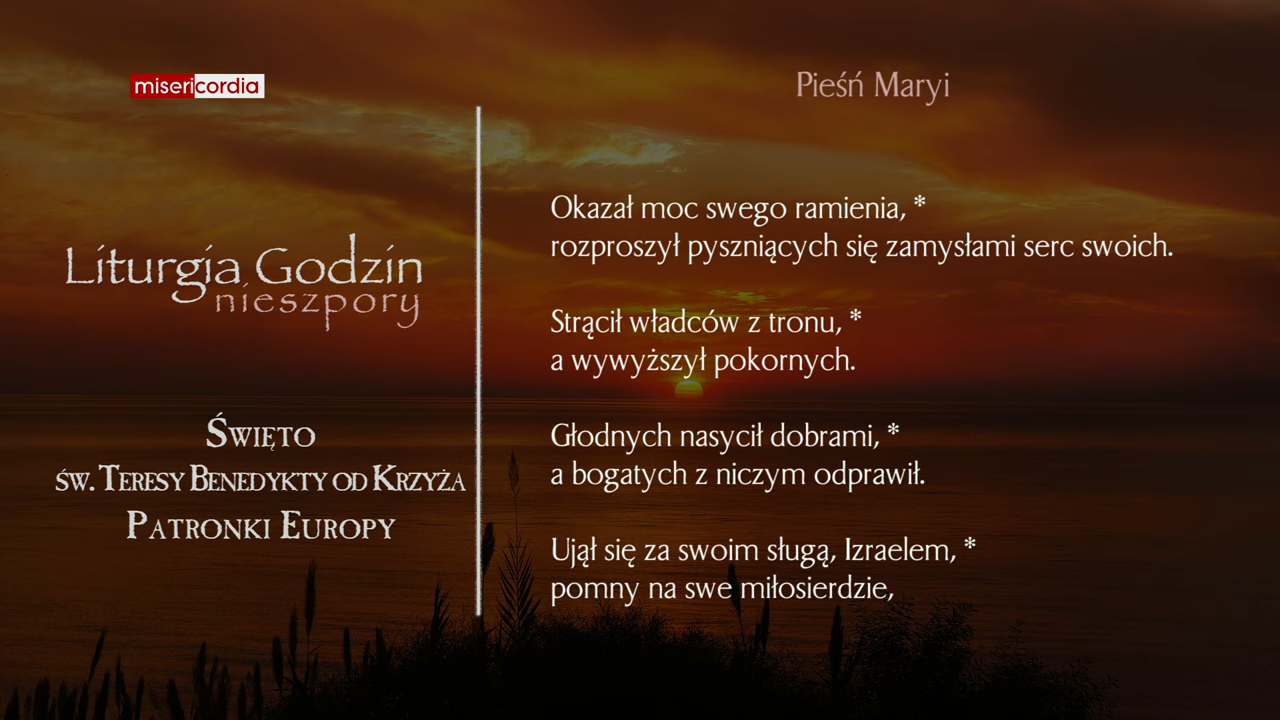 misericordia
Liturgia Godzin
nieszpory
Święto
św. Teresy Benedykty od Krzyża
Patronki Europy
Pieśń Maryi
Okazał moc swego ramienia, *
rozproszył pyszniących się zamysłami serc swoich.
Strącił władców z tronu, *
a wywyższył pokornych.
Głodnych nasycił dobrami, *
a bogatych z niczym odprawił.
Ujął się za swoim sługą, Izraelem, *
pomny na swe miłosierdzie,